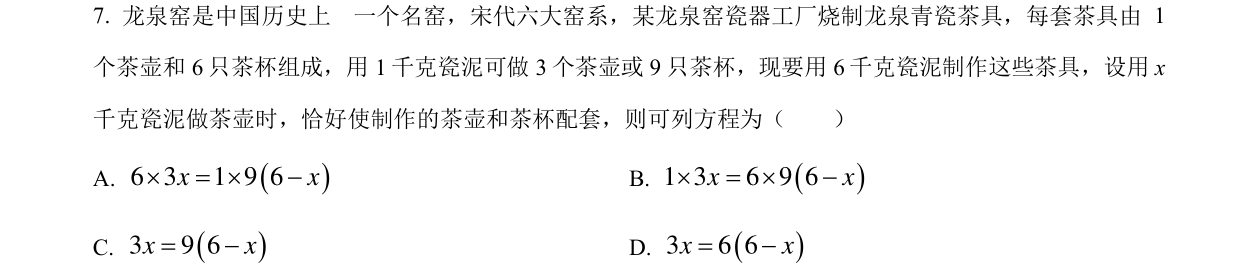 7. 龙泉窑是中国历史上 一个名窑，宋代六大窑系，某龙泉窑瓷器工厂烧制龙泉青瓷茶具，每套茶具由 1
个茶壶和 6 只茶杯组成，用 1 千克瓷泥可做 3 个茶壶或 9 只茶杯，现要用 6 千克瓷泥制作这些茶具，设用 x
千克瓷泥做茶壶时，恰好使制作的茶壶和茶杯配套，则可列方程为（ ）
A. 6×3x=1×9(6−x) B. 1×3x=6×9(6−x)
C. 3x=9(6−x) D. 3x=6(6−x)